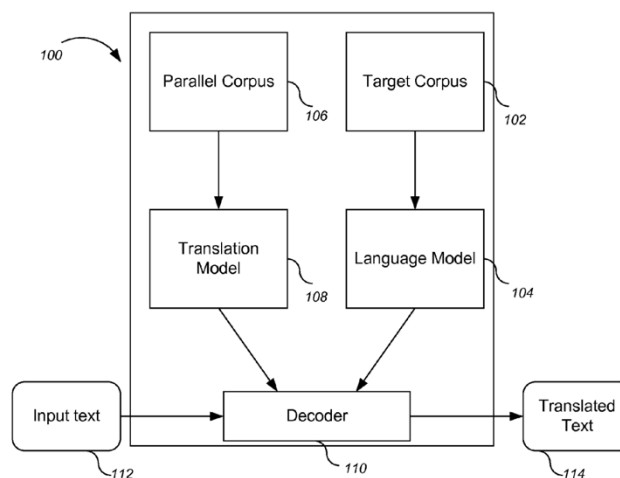 100
Parallel Corpus
106
Target Corpus
102
Translation
Model
108
Language Model
104
Input text
112
Decoder
110
Translated
Text
114